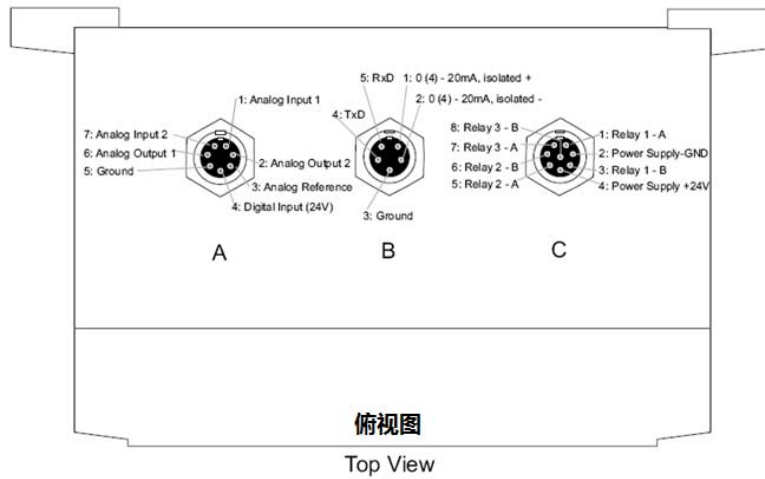 5: RxD 1: 0 (4) - 20mA, isolated +
1: Analog Input 1
2: 0 (4) - 20mA, isolated -
4: TxD
7: Analog Input 2
6: Analog Output 1
5: Ground
2: Analog Output 2
3: Analog Reference
4: Digital Input (24V)
3: Ground
8: Relay 3 - B
7: Relay 3 - A
6: Relay 2 - B
5: Relay 2 - A
1: Relay 1 - A
2: Power Supply-GND
3: Relay 1 - B
4: Power Supply +24V
A
B
C
俯视图
Top View